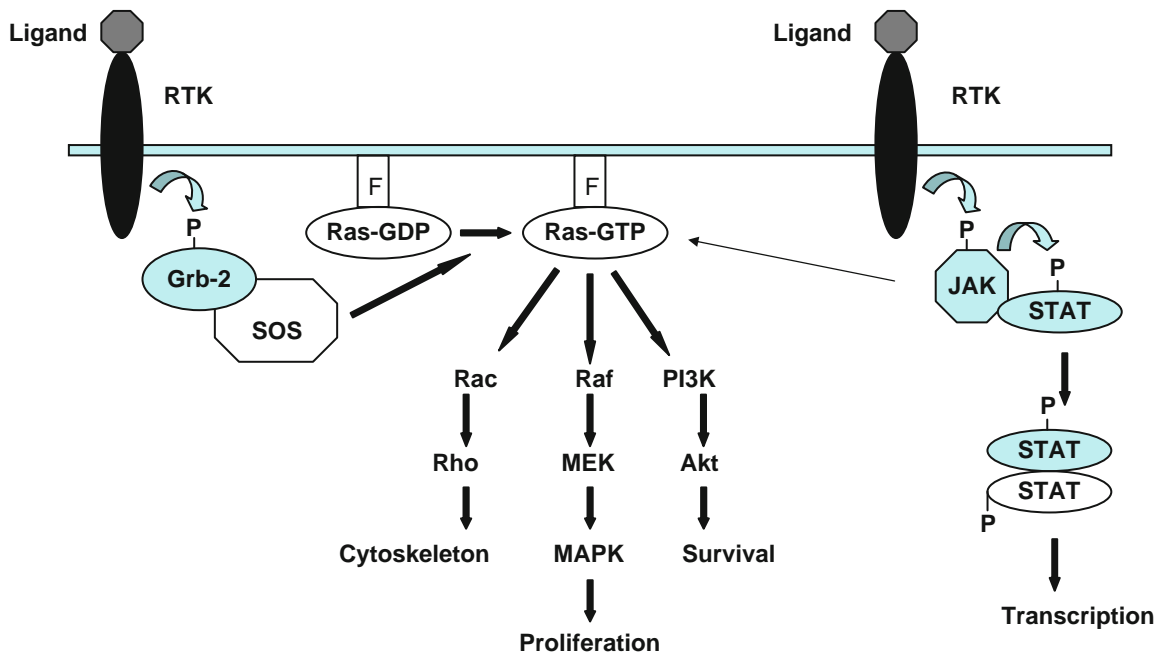 Ligand
Ligand
RTK
RTK
F
F
P
Ras-GDP
Ras-GTP
P
P
Grb-2
JAK
STAT
SOS
Rac
Raf
PI3K
P
Rho
MEK
Akt
STAT
STAT
P
Cytoskeleton
MAPK
Survival
Transcription
Proliferation